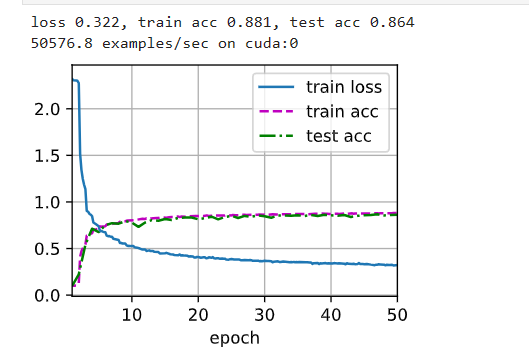 loss 0.322, train acc 0.881, test acc 0.864
50576.8 examples/sec on cuda:0
train loss
train acc
test acc
2.0
1.5
1.0
0.5
0.0
10 20 30 40 50
epoch